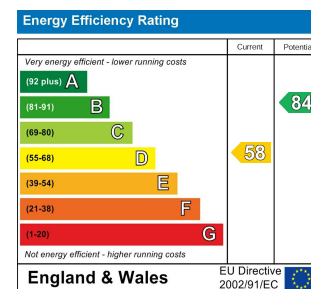 Energy Efficiency Rating
Current
Potentia
Very energy efficient - lower running costs
(92 plus) A
(81-91) B
84
(69-80) C
(55-68) D
58
(39-54) E
(21-38) F
(1-20) G
Not energy efficient - higher running costs
England & Wales
EU Directive
2002/91/EC